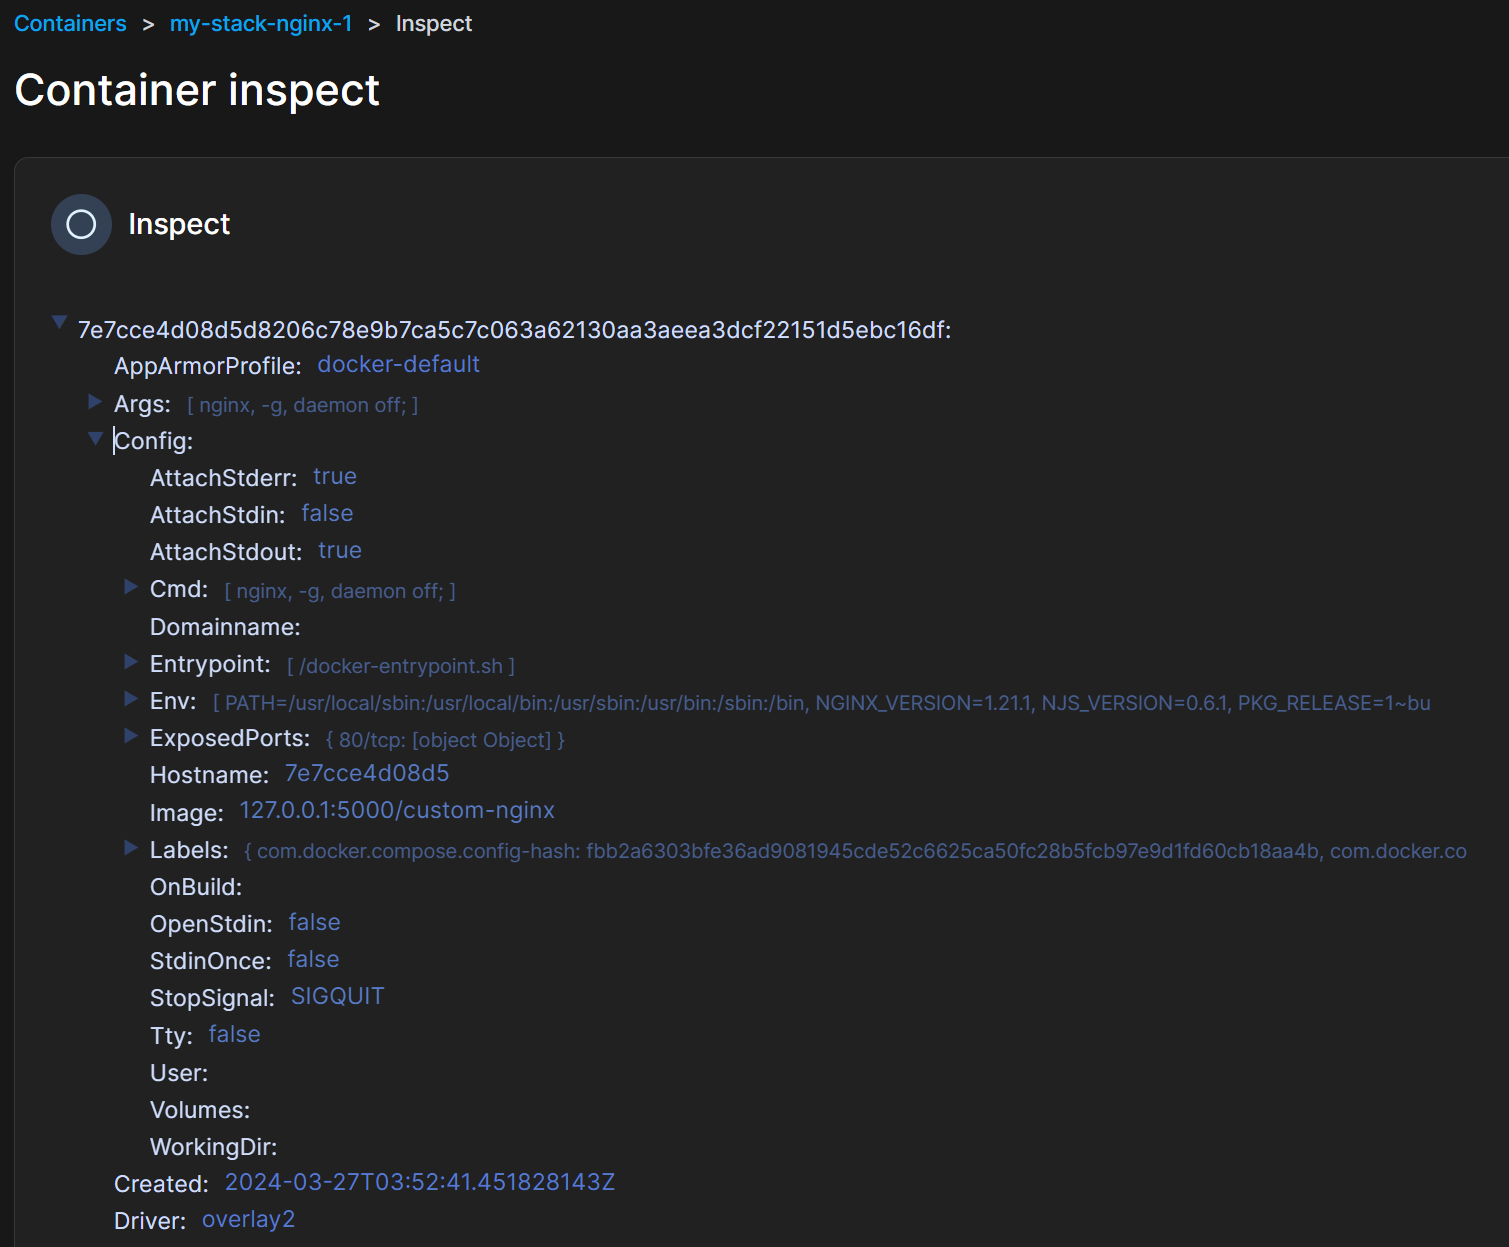 Containers > my-stack-nginx-1 > Inspect
Container inspect
Inspect
7e7cce4d08d5d8206c78e9b7ca5c7c063a62130aa3aeea3dcf22151d5ebc16df:
AppArmorProfile: docker-default
Args: [ nginx, -g, daemon off; ]
Config:
AttachStderr: true
AttachStdin: false
AttachStdout: true
Cmd: [ nginx, -g, daemon off; ]
Domainname:
Entrypoint: [ /docker-entrypoint.sh ]
Env: [ PATH=/usr/local/sbin:/usr/local/bin:/usr/sbin:/usr/bin:/sbin:/bin, NGINX_VERSION=1.21.1, NJS_VERSION=0.6.1, PKG_RELEASE=1~bu
ExposedPorts: { 80/tcp: [object Object] }
Hostname: 7e7cce4d08d5
Image: 127.0.0.1:5000/custom-nginx
Labels: { com.docker.compose.config-hash: fbb2a6303bfe36ad9081945cde52c6625ca50fc28b5fcb97e9d1fd60cb18aa4b, com.docker.co
OnBuild:
OpenStdin: false
StdinOnce: false
StopSignal: SIGQUIT
Tty: false
User:
Volumes:
WorkingDir:
Created: 2024-03-27T03:52:41.451828143Z
Driver: overlay2